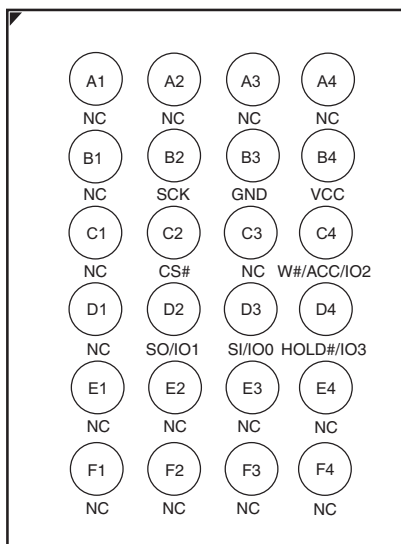 A1 A2 A3 A4
NC NC NC NC
B1 B2 B3 B4
NC SCK GND VCC
C1 C2 C3 C4
NC CS# NC W#/ACC/IO2
D1 D2 D3 D4
NC SO/IO1 SI/IO0 HOLD#/IO3
E1 E2 E3 E4
NC NC NC NC
F1 F2 F3 F4
NC NC NC NC